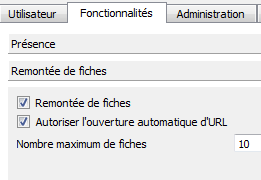 Utilisateur Fonctionnalités Administration
Présence
Remontée de fiches
Remontée de fiches
Autoriser l'ouverture automatique d'URL
Nombre maximum de fiches 10